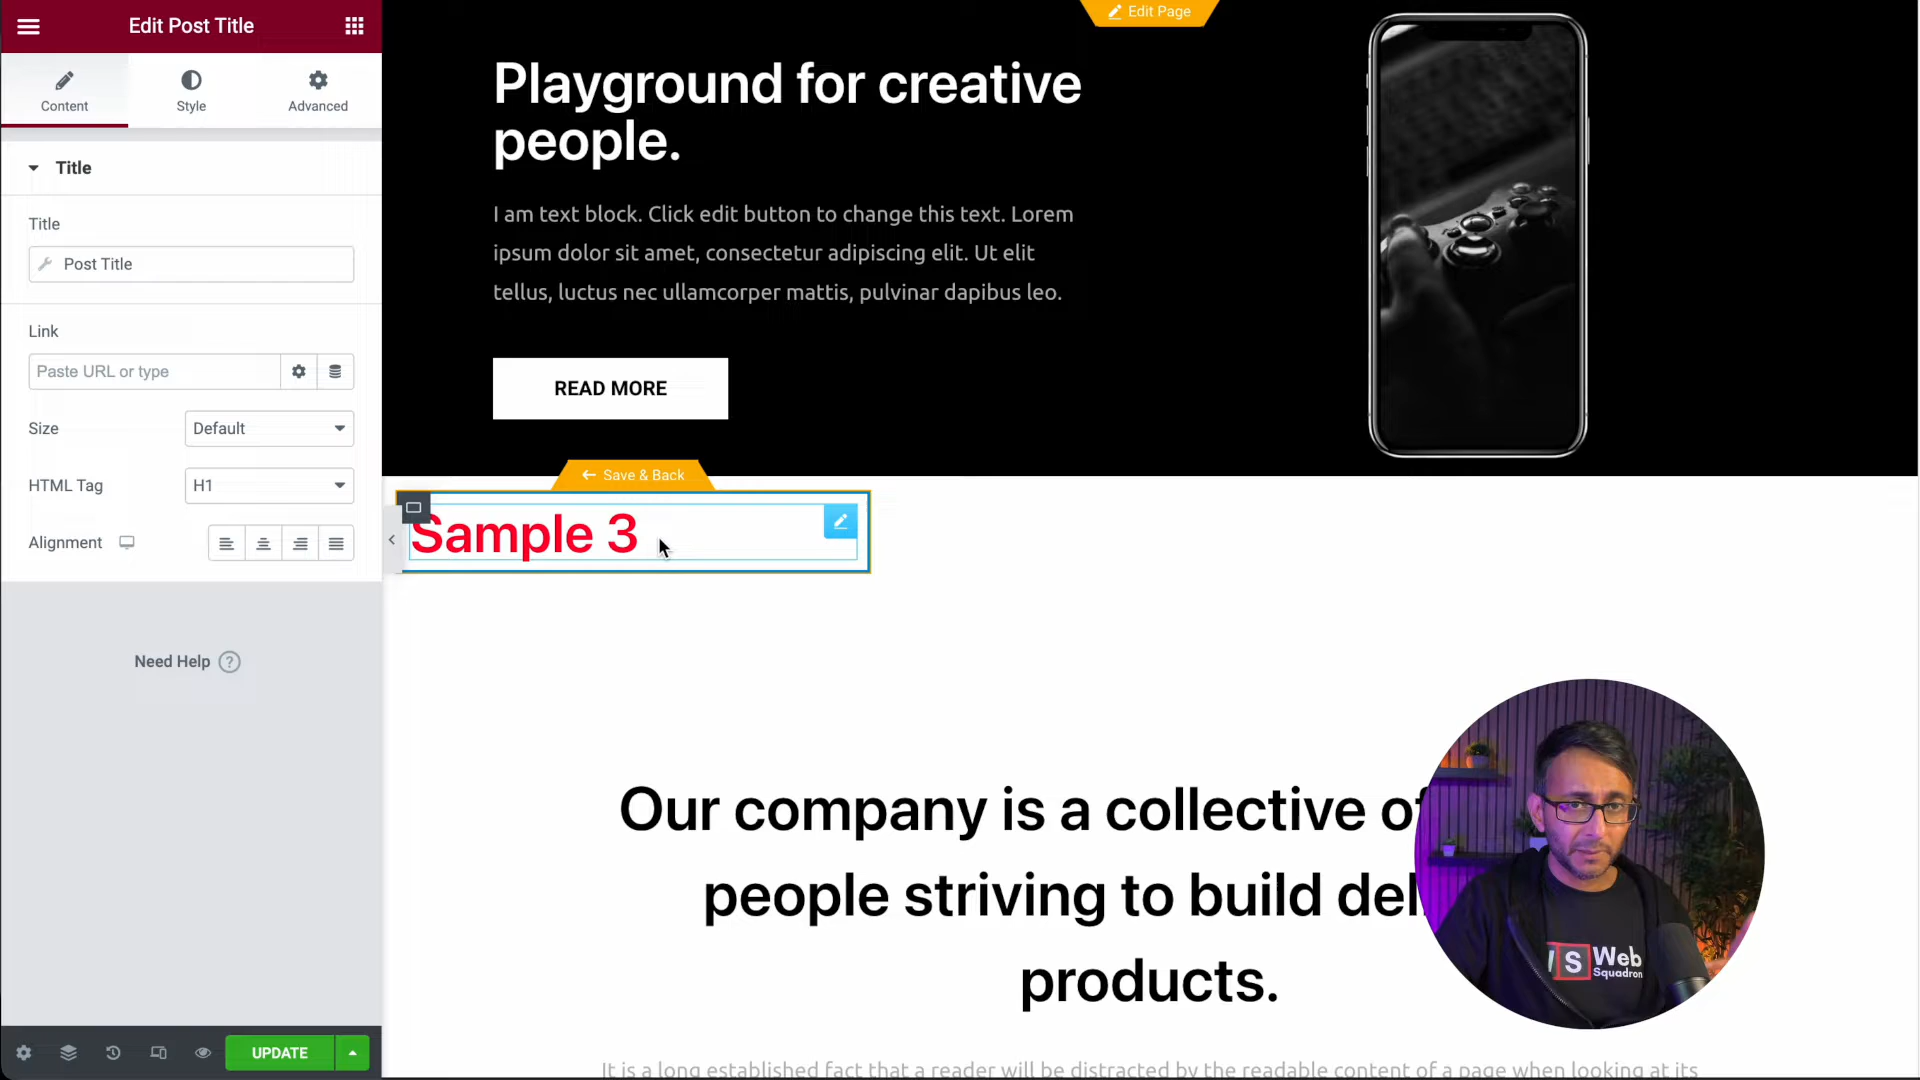 Edit Post Title
Content
Style
Advanced
Title
Title
Post Title
Link
Paste URL or type
Size
Default
HTML Tag
H1
Alignment
Need Help ?
UPDATE
Edit Page
Playground for creative
people.
I am text block. Click edit button to change this text. Lorem
ipsum dolor sit amet, consectetur adipiscing elit. Ut elit
tellus, luctus nec ullamcorper mattis, pulvinar dapibus leo.
READ MORE
Save & Back
Sample 3
Our company is a collective of
people striving to build del
products.
It is a long established fact that a reader will be distracted by the readable content of a page when looking at its
S Web
Squadron